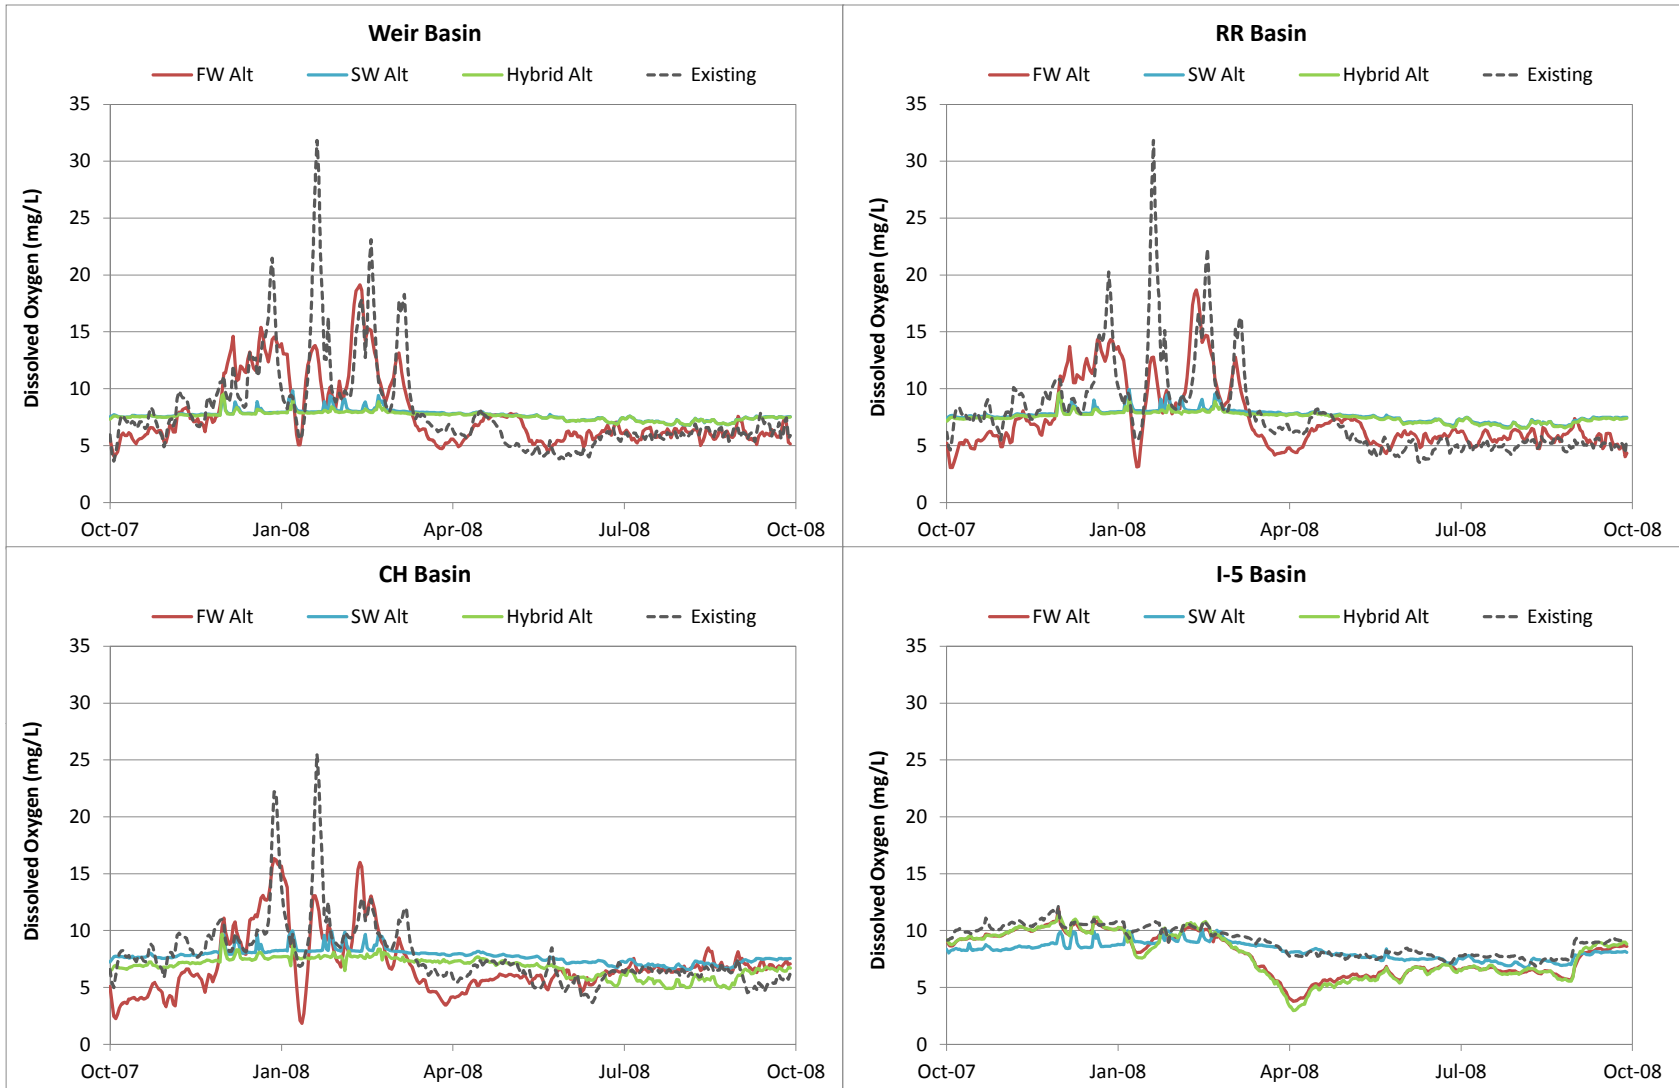 Weir Basin
FW Alt SW Alt Hybrid Alt Existing
Dissolved Oxygen (mg/L)
35
30
25
20
15
10
5
0
Oct-07 Jan-08 Apr-08 Jul-08 Oct-08
RR Basin
FW Alt SW Alt Hybrid Alt Existing
Dissolved Oxygen (mg/L)
35
30
25
20
15
10
5
0
Oct-07 Jan-08 Apr-08 Jul-08 Oct-08
CH Basin
FW Alt SW Alt Hybrid Alt Existing
Dissolved Oxygen (mg/L)
35
30
25
20
15
10
5
0
Oct-07 Jan-08 Apr-08 Jul-08 Oct-08
I-5 Basin
FW Alt SW Alt Hybrid Alt Existing
Dissolved Oxygen (mg/L)
35
30
25
20
15
10
5
0
Oct-07 Jan-08 Apr-08 Jul-08 Oct-08